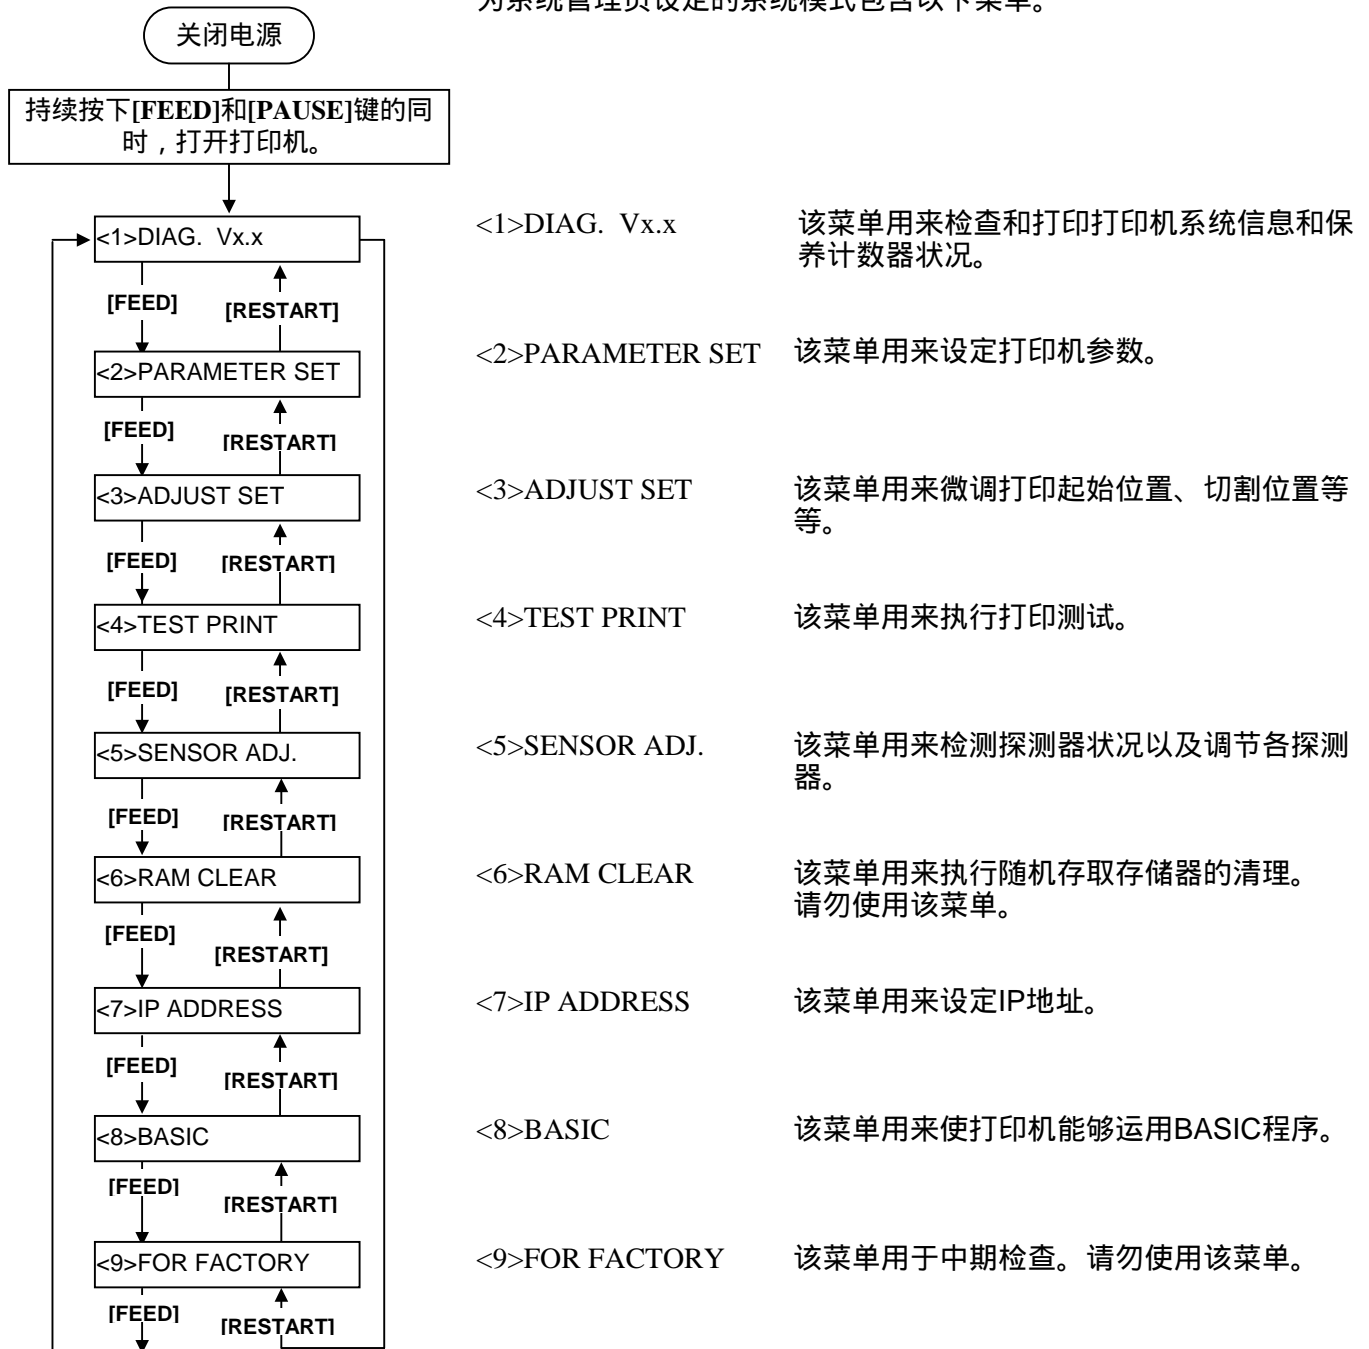 为系统管理员设定的系统模式包含以下菜单。
关闭电源
持续按下[FEED]和[PAUSE]键的同
时，打开打印机。
<1>DIAG. Vx.x
[FEED]
[RESTART]
<2>PARAMETER SET
[FEED]
[RESTART]
<3>ADJUST SET
[FEED]
[RESTART]
<4>TEST PRINT
[FEED]
[RESTART]
<5>SENSOR ADJ.
[FEED]
[RESTART]
<6>RAM CLEAR
[FEED]
[RESTART]
<7>IP ADDRESS
[FEED]
[RESTART]
<8>BASIC
[FEED]
[RESTART]
<9>FOR FACTORY
[FEED]
[RESTART]
<1>DIAG. Vx.x
该菜单用来检查和打印打印机系统信息和保
养计数器状况。
<2>PARAMETER SET
该菜单用来设定打印机参数。
<3>ADJUST SET
该菜单用来微调打印起始位置、切割位置等
等。
<4>TEST PRINT
该菜单用来执行打印测试。
<5>SENSOR ADJ.
该菜单用来检测探测器状况以及调节各探测
器。
<6>RAM CLEAR
该菜单用来执行随机存取存储器的清理。
请勿使用该菜单。
<7>IP ADDRESS
该菜单用来设定IP地址。
<8>BASIC
该菜单用来使打印机能够运用BASIC程序。
<9>FOR FACTORY
该菜单用于中期检查。请勿使用该菜单。